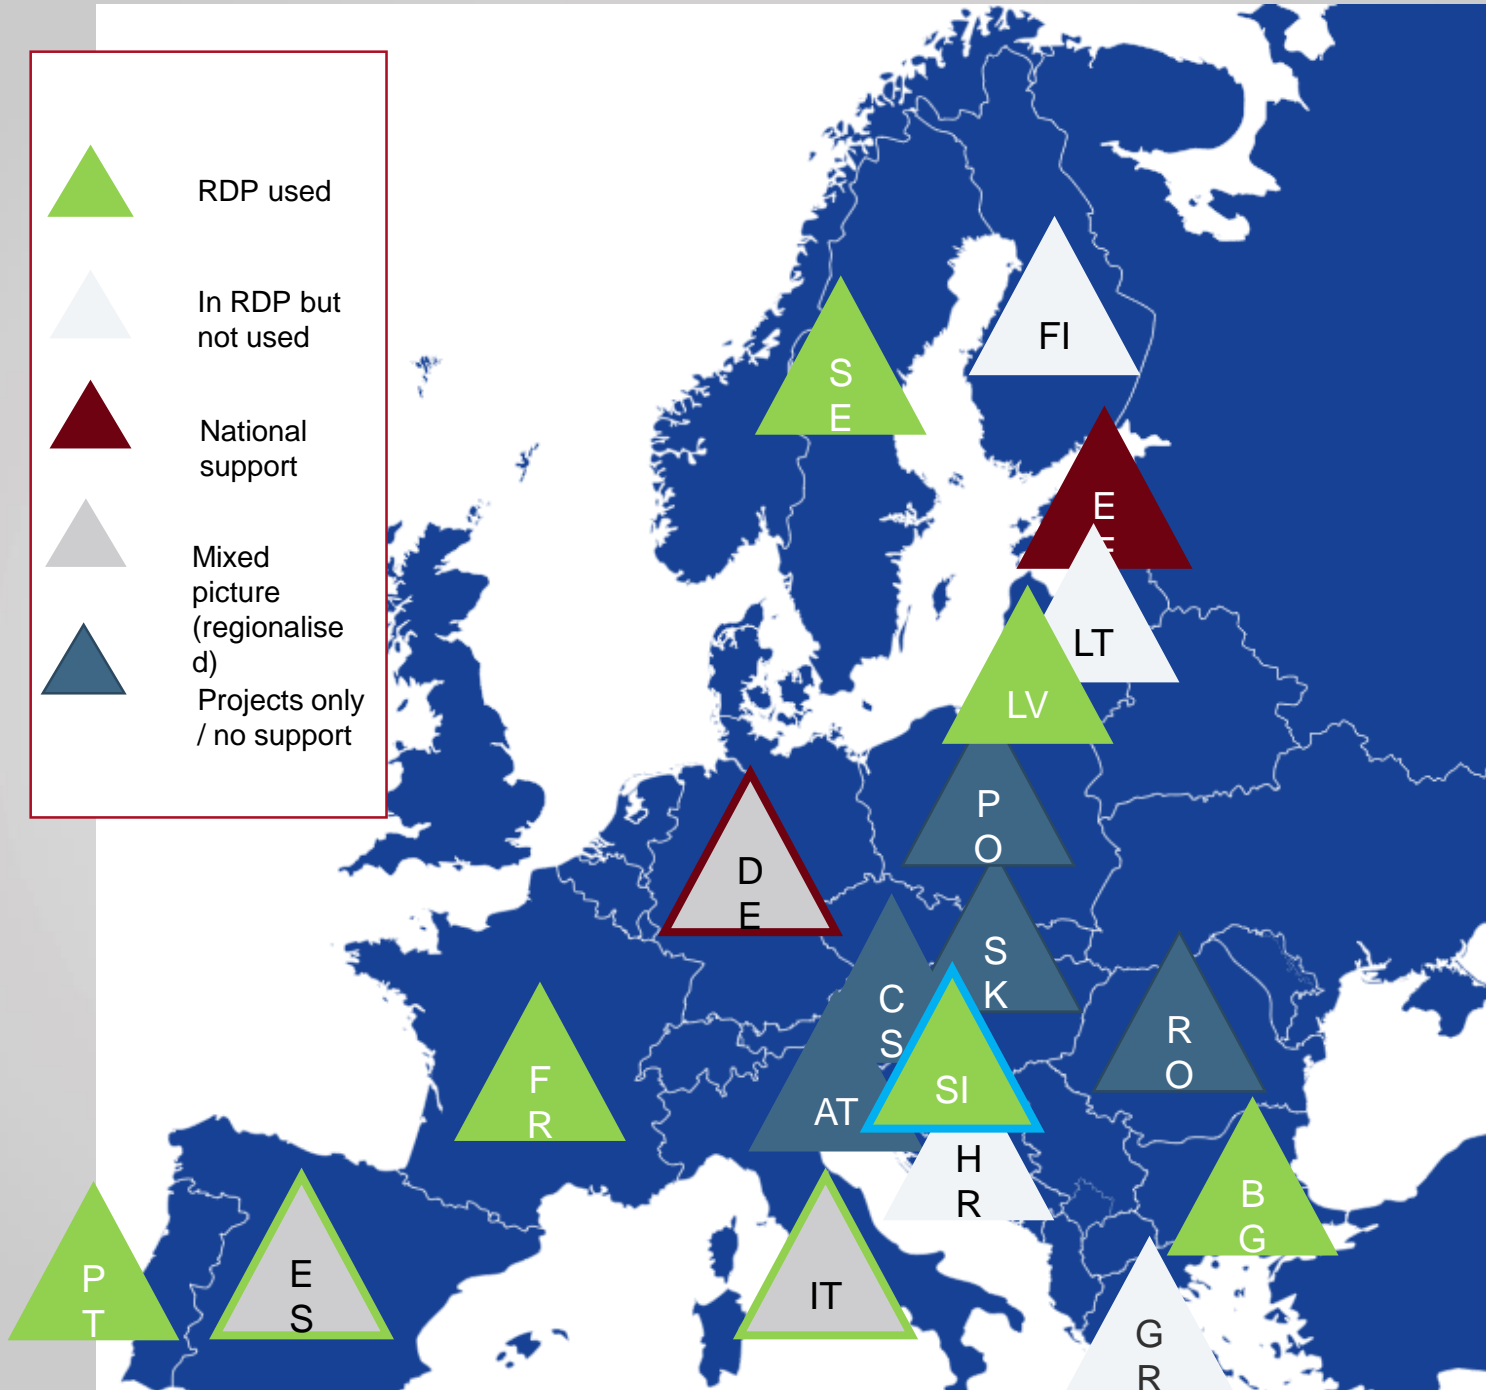 RDP used
In RDP but
not used
National
support
Mixed
picture
(regionalise
d)
Projects only
/ no support
FI
S
E
E
E
LT
LV
P
O
D
E
S
K
C
S
R
O
F
R
SI
AT
H
R
B
G
P
T
E
S
IT
G
R